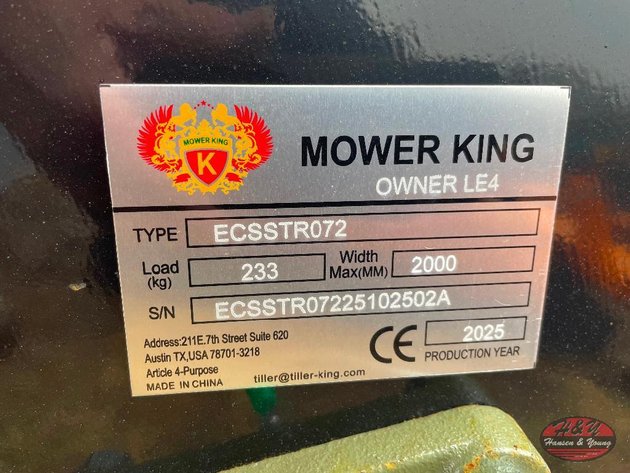 MOWER KING
K
MOWER KING
OWNER LE4
TYPE ECSSTR072
Load (kg) 233 Width Max(MM) 2000
S/N ECSSTR07225102502A
Address:211E.7th Street Suite 620
Austin TX,USA 78701-3218
Article 4-Purpose
MADE IN CHINA
tiller@tiller-king.com
CE 2025
PRODUCTION YEAR
H&Y
Hansen & Young